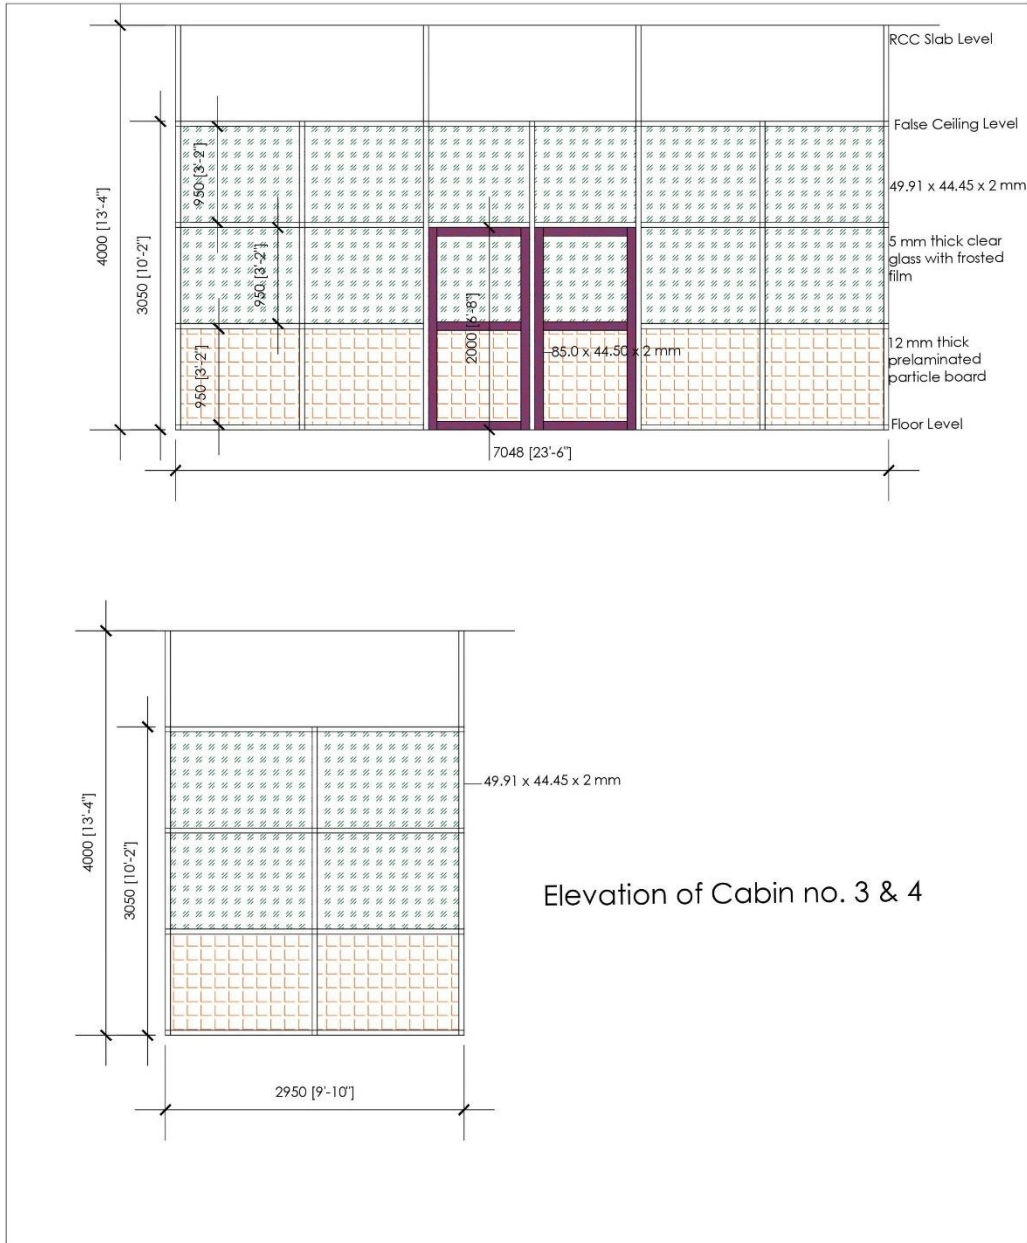 RCC Slab Level
False Ceiling Level
950 [3'-2"]
49.91 x 44.45 x 2 mm
4000 [13'-4"]
3050 [10'-2"]
950 [3'-2"]
5 mm thick clear
glass with frosted
film
2000 [6'-8"]
85.0 x 44.50 x 2 mm
12 mm thick
prelaminated
particle board
950 [3'-2"]
Floor Level
7048 [23'-6"]
49.91 x 44.45 x 2 mm
4000 [13'-4"]
3050 [10'-2"]
Elevation of Cabin no. 3 & 4
2950 [9'-10"]